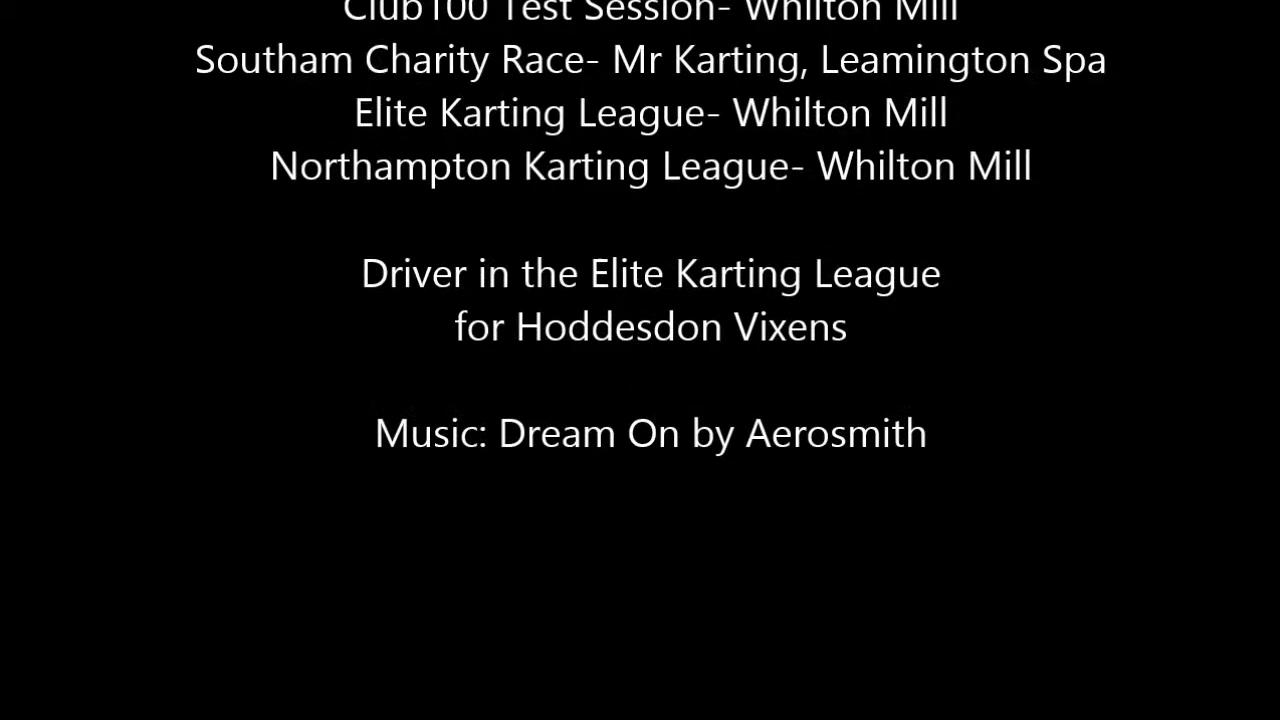 Club100 Test Session- Whilton Mill
Southam Charity Race- Mr Karting, Leamington Spa
Elite Karting League- Whilton Mill
Northampton Karting League- Whilton Mill
Driver in the Elite Karting League
for Hoddesdon Vixens
Music: Dream On by Aerosmith